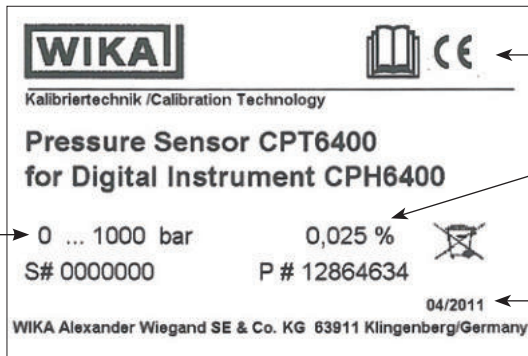 WIKA
CE
Kalibriertechnik /Calibration Technology
Pressure Sensor CPT6400
for Digital Instrument CPH6400
0 ... 1000 bar 0,025 %
S# 0000000 P # 12864634
04/2011
WIKA Alexander Wiegand SE & Co. KG 63911 Klingenberg/Germany